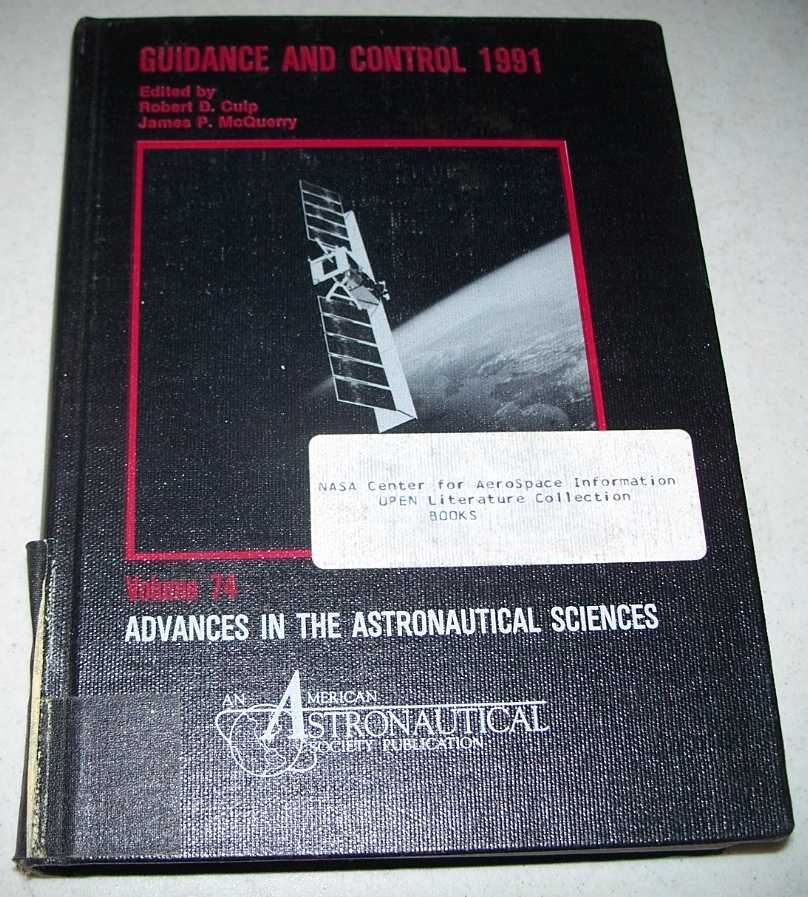 GUIDANCE AND CONTROL 1991
Edited by
Robert D. Culp
James P. McQuerry
NASA Center for AeroSpace Information
OPEN Literature Collection
BOOKS
Volume 74
ADVANCES IN THE ASTRONAUTICAL SCIENCES
AN AMERICAN
ASTRONAUTICAL
SOCIETY PUBLICATION